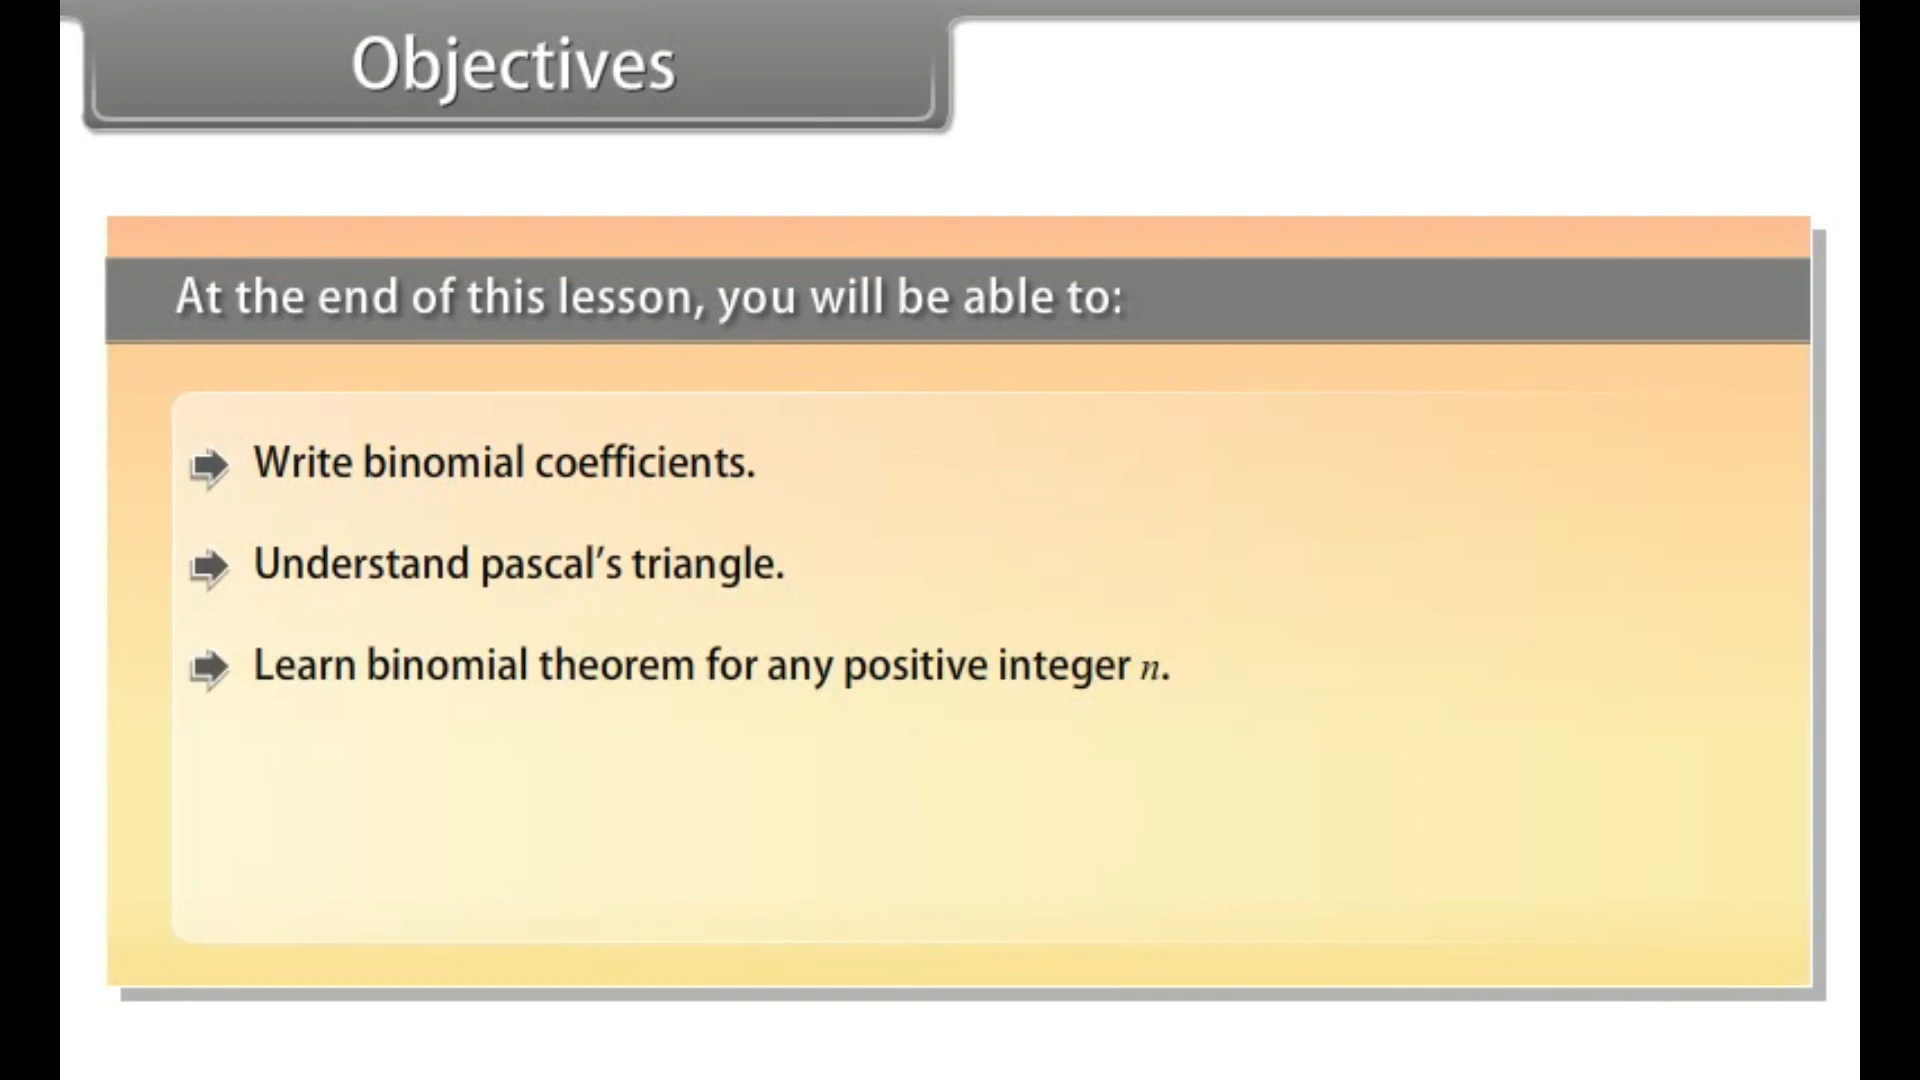 Objectives
At the end of this lesson, you will be able to:
Write binomial coefficients.
Understand pascal’s triangle.
Learn binomial theorem for any positive integer n.